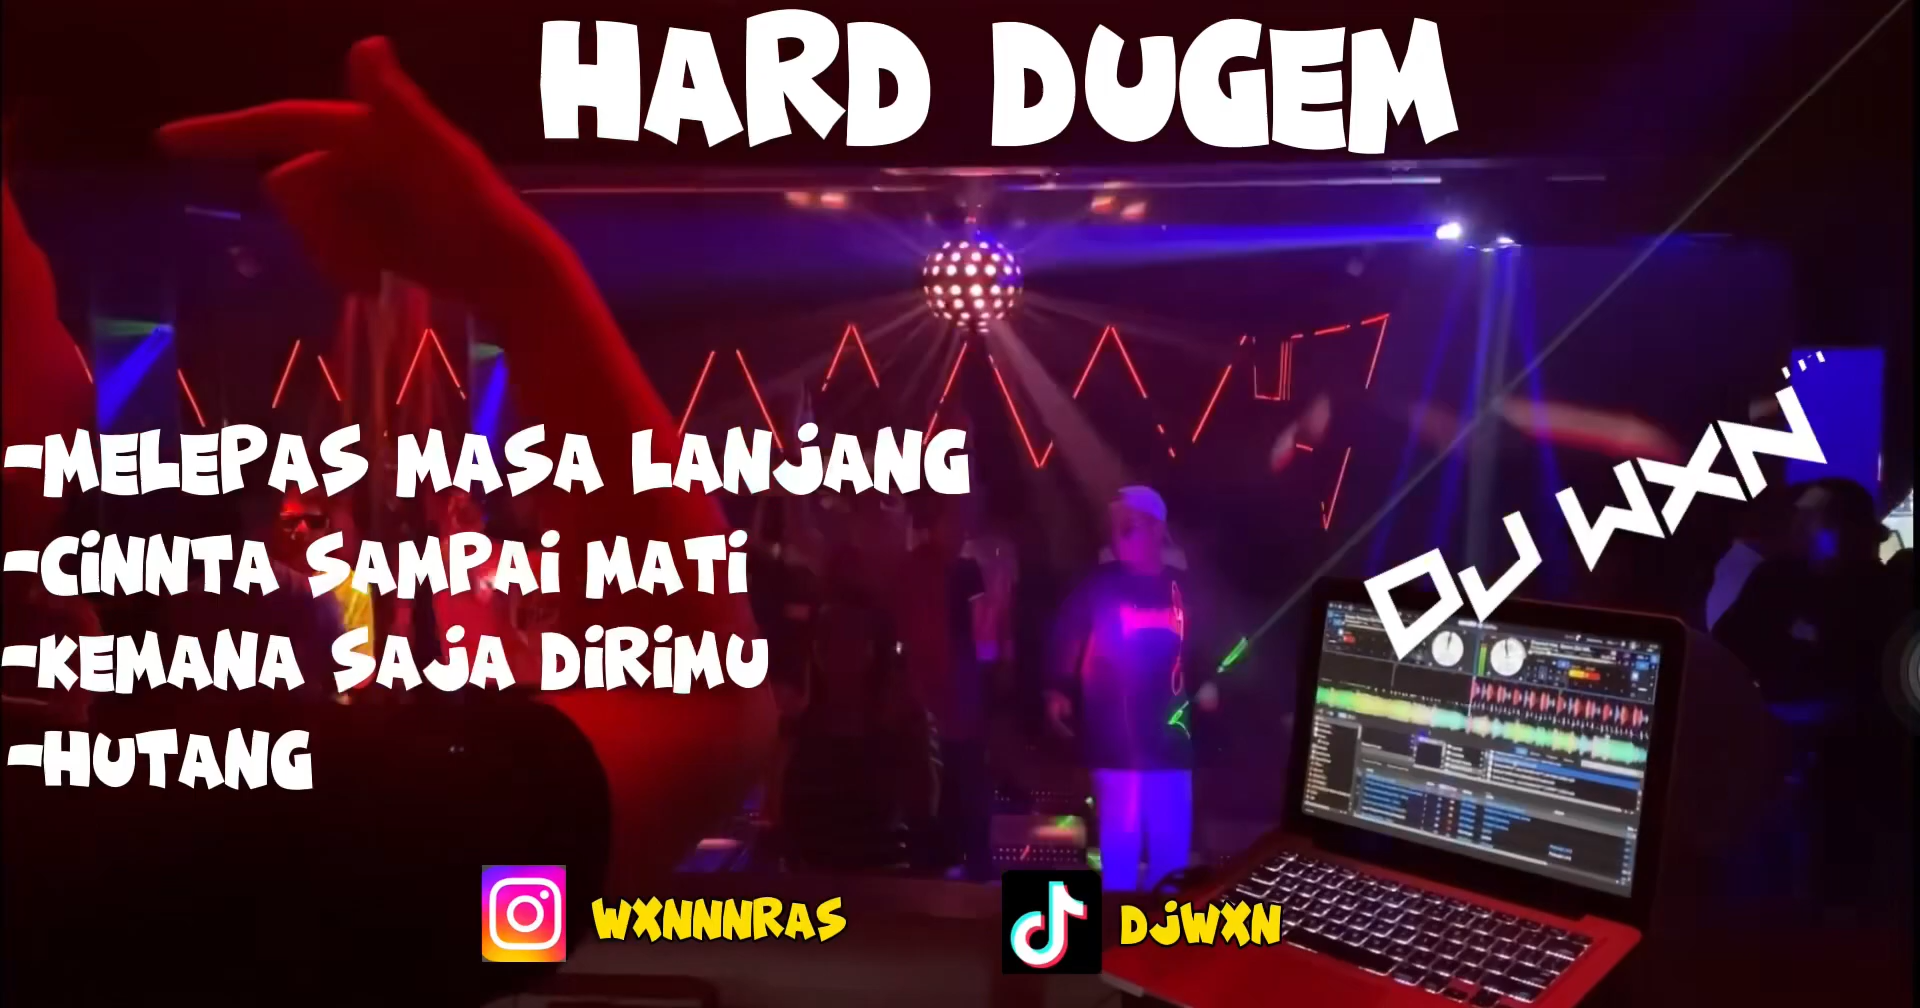 HARD DUGEM
-MELEPAS MASA LANJANG
-CINNTA SAMPAI MATI
-KEMANA SAJA DIRIMU
-HUTANG
DJ WXN'''
WXNNNRAS
DJWXN